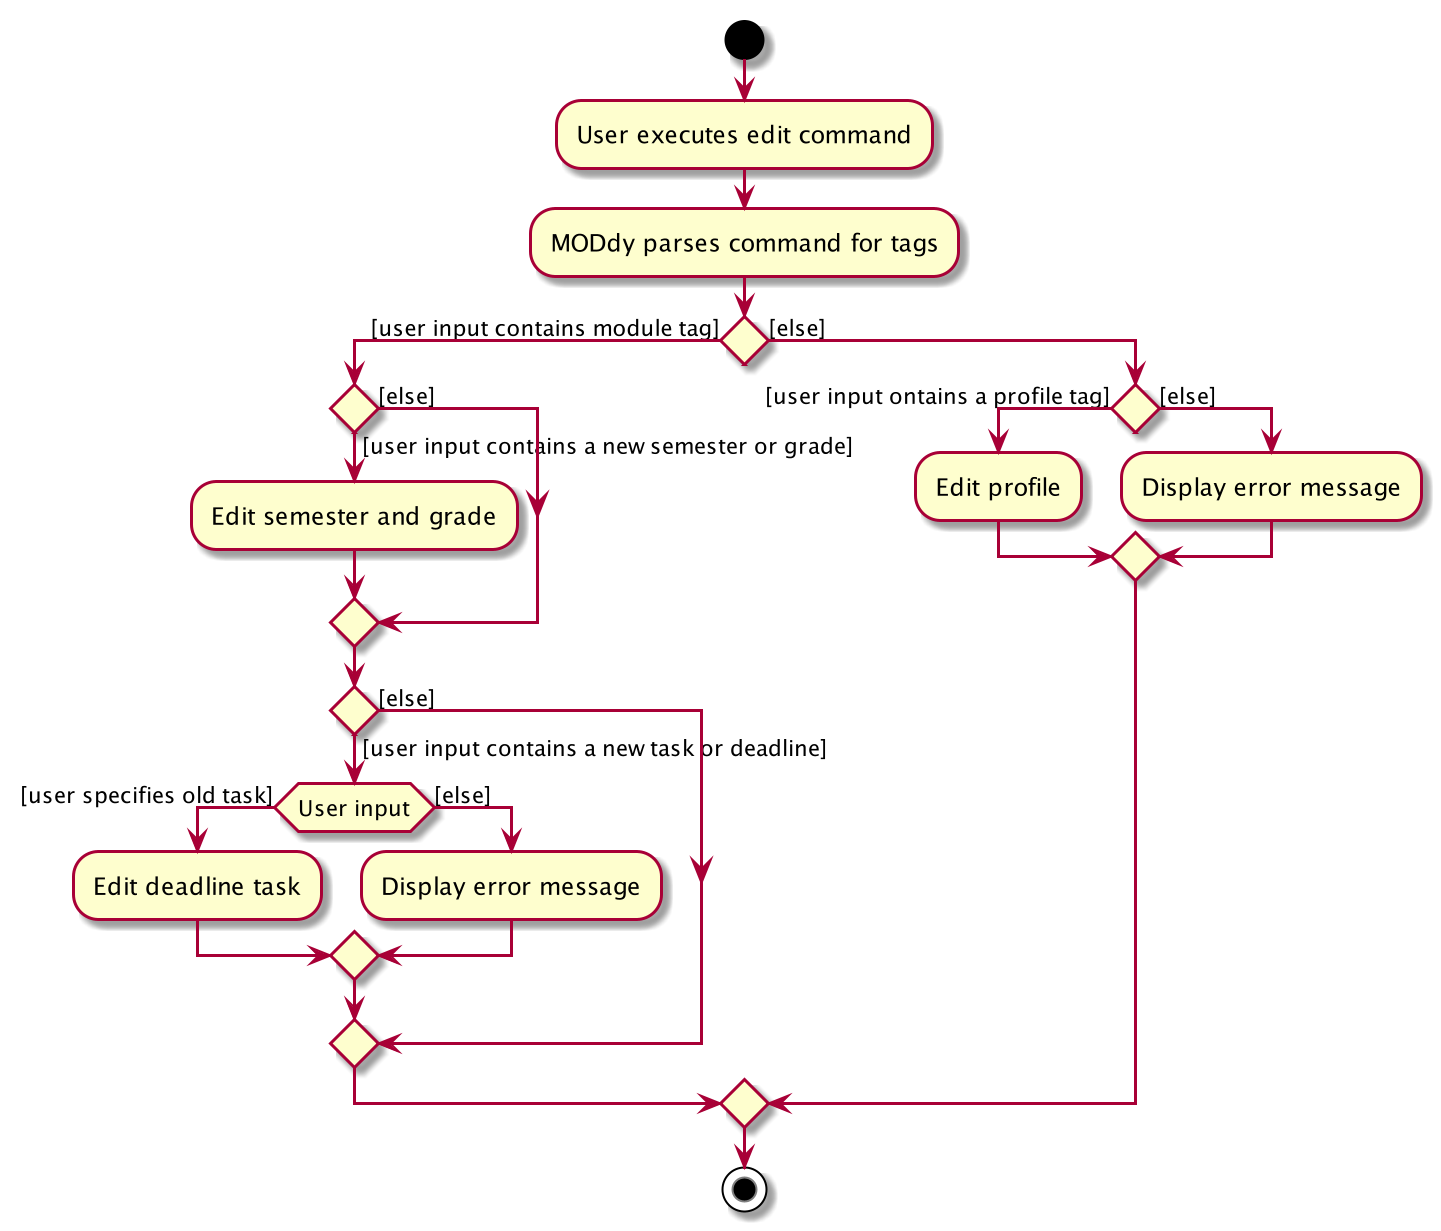 User executes edit command
MODdy parses command for tags
[user input contains module tag]
[else]
[else]
[user input ontains a profile tag]
[else]
[user input contains a new semester or grade]
Edit profile
Display error message
Edit semester and grade
[else]
[user input contains a new task or deadline]
[user specifies old task]
User input
[else]
Edit deadline task
Display error message